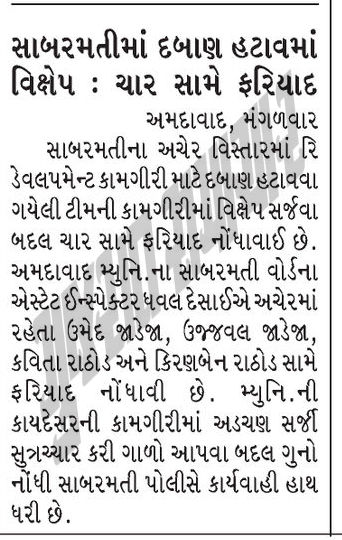 સાબરમતીમાં દબાણ હટાવમાં
વિક્ષેપ : ચાર સામે ફરિયાદ
અમદાવાદ, મંગળવાર
સાબરમતીના અચેર વિસ્તારમાં રિ
ડેવલપમેન્ટ કામગીરી માટે દબાણ હટાવવા
ગયેલી ટીમની કામગીરીમાં વિક્ષેપ સર્જવા
બદલ ચાર સામે ફરિયાદ નોંધાવાઈ છે.
અમદાવાદ મ્યુનિ.ના સાબરમતી વોર્ડના
એસ્ટેટ ઈન્સ્પેક્ટર ધવલ દેસાઈએ અચેરમાં
રહેતા ઉમેદ જાડેજા, ઉજ્જવલ જાડેજા,
કવિતા રાઠોડ અને કિરણબેન રાઠોડ સામે
ફરિયાદ નોંધાવી છે. મ્યુનિ.ની
કાયદેસરની કામગીરીમાં અડચણ સર્જી
સુત્રચ્ચાર કરી ગાળો આપવા બદલ ગુનો
નોંધી સાબરમતી પોલીસે કાર્યવાહી હાથ
ધરી છે.